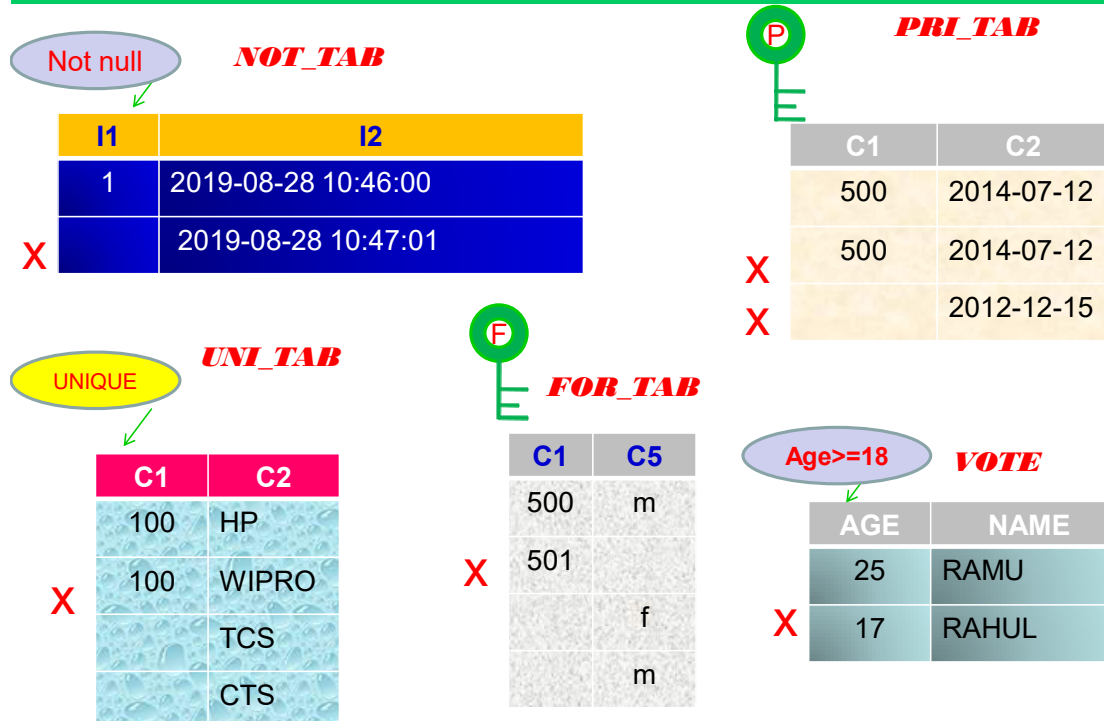 Not null
NOT_TAB
I1 I2
1 2019-08-28 10:46:00
X 2019-08-28 10:47:01
P
PRI_TAB
C1 C2
500 2014-07-12
X 500 2014-07-12
X 2012-12-15
UNIQUE
UNI_TAB
C1 C2
100 HP
X 100 WIPRO
TCS
CTS
F
FOR_TAB
C1 C5
500 m
X 501
f
m
Age>=18
VOTE
AGE NAME
25 RAMU
X 17 RAHUL